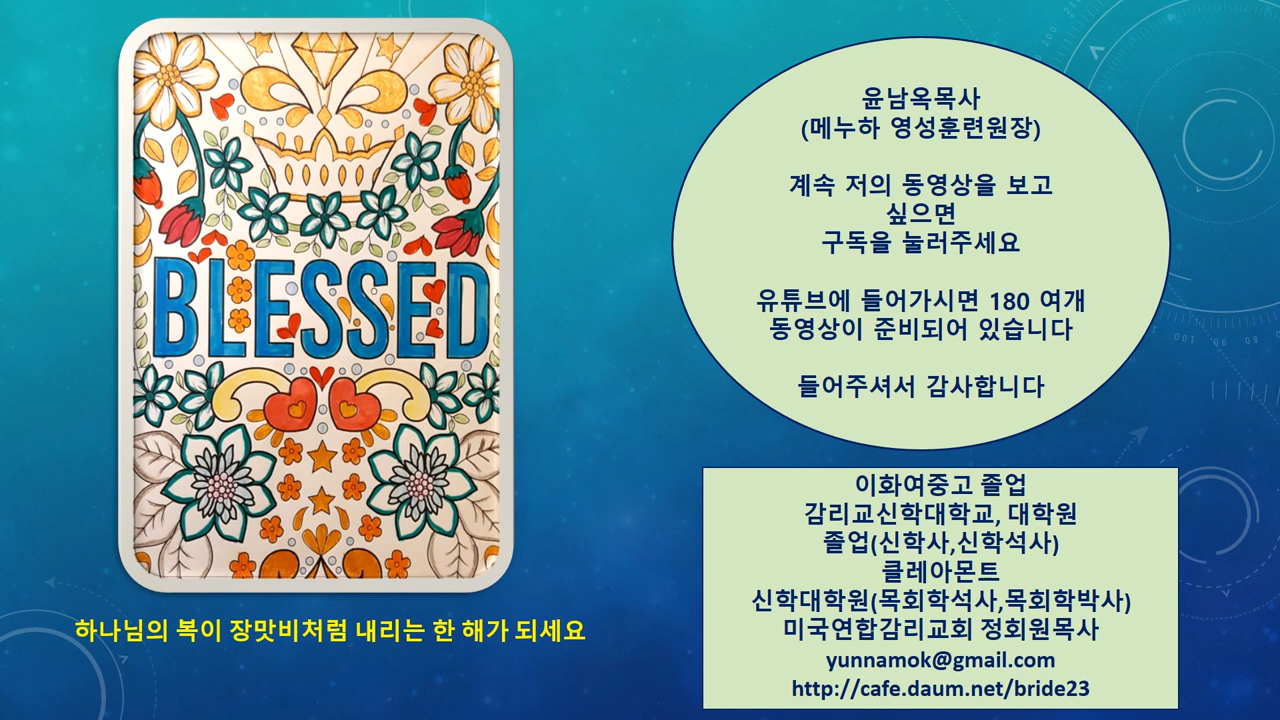 BLESSED
하나님의 복이 장맛비처럼 내리는 한 해가 되세요
윤남옥목사
(메누하 영성훈련원장)
계속 저의 동영상을 보고
싶으면
구독을 눌러주세요
유튜브에 들어가시면 180 여개
동영상이 준비되어 있습니다
들어주셔서 감사합니다
이화여중고 졸업
감리교신학대학교, 대학원
졸업(신학사,신학석사)
클레아몬트
신학대학원(목회학석사,목회학박사)
미국연합감리교회 정회원목사
yunnamok@gmail.com
http://cafe.daum.net/bride23